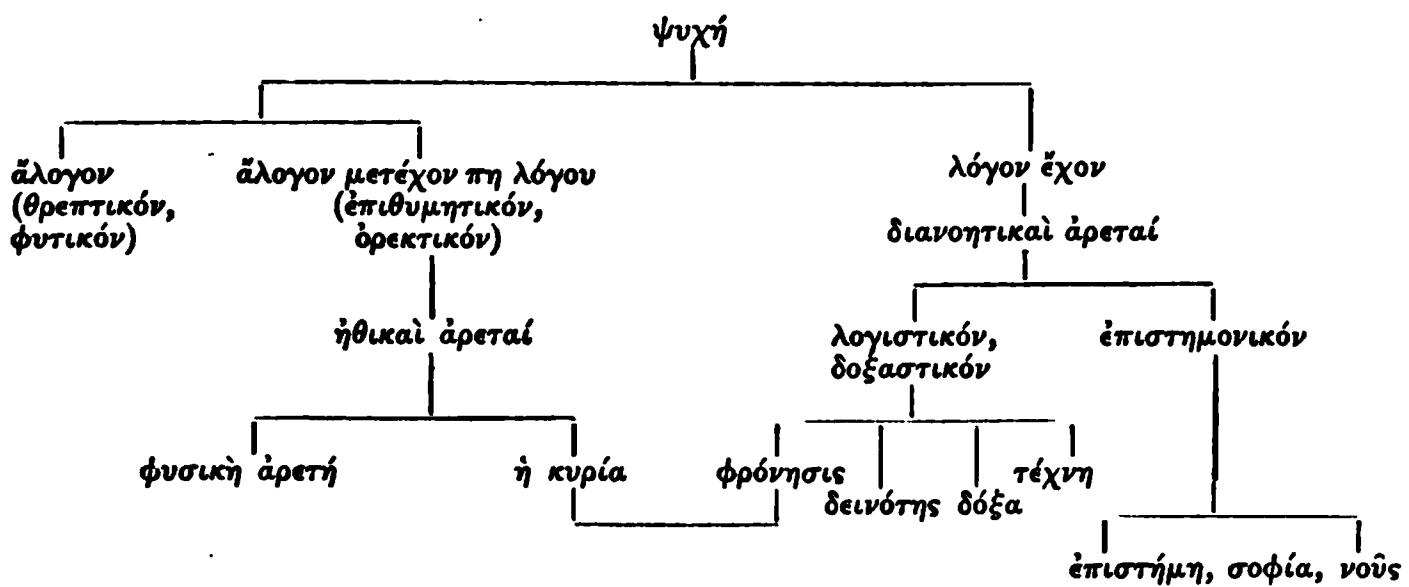 ψυχή
ἄλογον
(θρεπτικόν,
φυτικόν)
ἄλογον μετέχον πη λόγου
(ἐπιθυμητικόν,
ὀρεκτικόν)
λόγον ἔχον
διανοητικαὶ ἀρεταί
ἠθικαὶ ἀρεταί
λογιστικόν,
δοξαστικόν
ἐπιστημονικόν
φυσικὴ ἀρετή
ἡ κυρία
φρόνησις
δεινότης
δόξα
τέχνη
ἐπιστήμη, σοφία, νοῦς